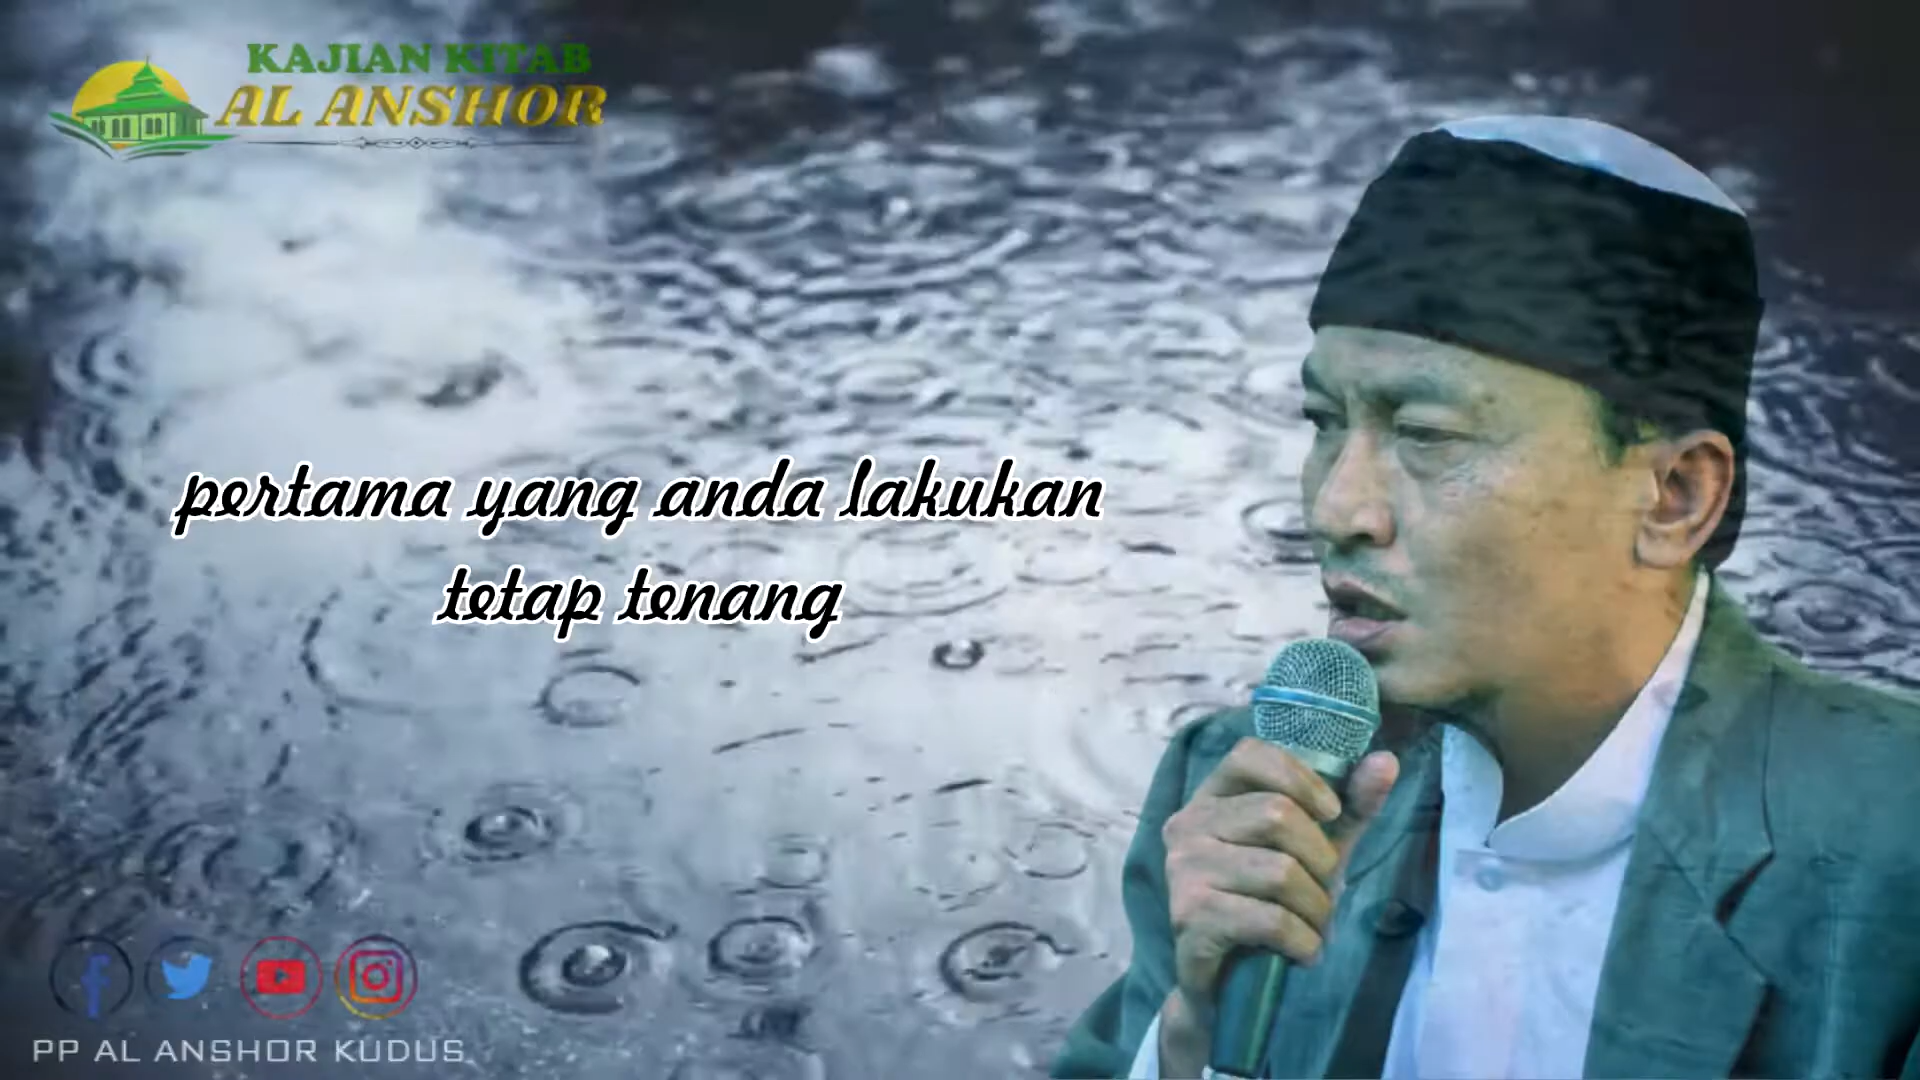 KAJIAN KITAB
AL ANSHOR
pertama yang anda lakukan
tetap tenang
PP AL ANSHOR KUDUS